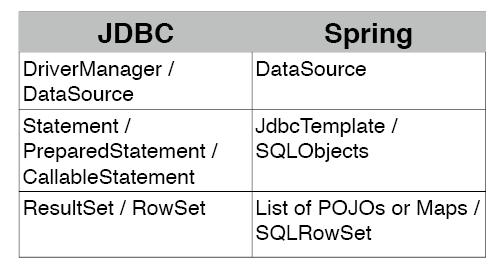 JDBC
Spring
DriverManager /
DataSource
DataSource
Statement /
PreparedStatement /
CallableStatement
JdbcTemplate /
SQLObjects
ResultSet / RowSet
List of POJOs or Maps /
SQLRowSet